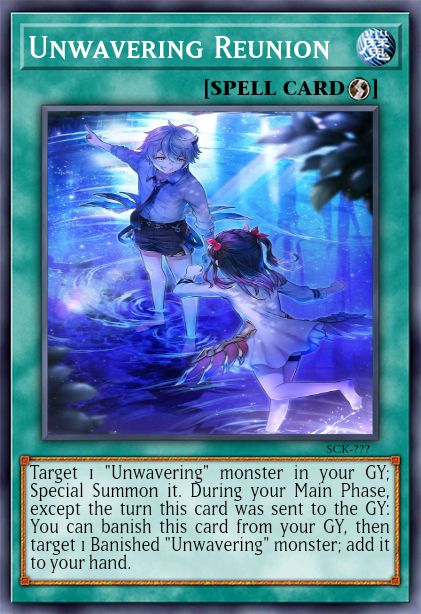 Unwavering Reunion
魔
[SPELL CARD]
SCK-???
Target 1 "Unwavering" monster in your GY;
Special Summon it. During your Main Phase,
except the turn this card was sent to the GY:
You can banish this card from your GY, then
target 1 Banished "Unwavering" monster; add it
to your hand.